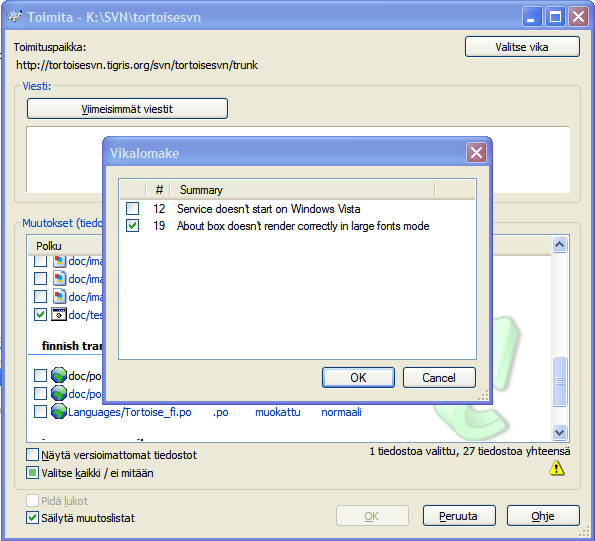 Toimita - K:\SVN\tortoisesvn
Toimituspaikka:
Valitse vika
http://tortoisesvn.tigris.org/svn/tortoisesvn/trunk
Viesti:
Viimeisimmät viestit
Vikalomake
# Summary
12 Service doesn't start on Windows Vista
19 About box doesn't render correctly in large fonts mode
OK Cancel
Muutokset (tiedo
Polku
doc/ima
doc/ima
doc/ima
doc/tes
finnish tran
doc/po
doc/po
Languages/Tortoise_fi.po .po muokattu normaali
Näytä versioimattomat tiedostot
1 tiedostoa valittu, 27 tiedostoa yhteensä
Valitse kaikki / ei mitään
Pidä lukot
Säilytä muutoslistat
OK Peruuta Ohje